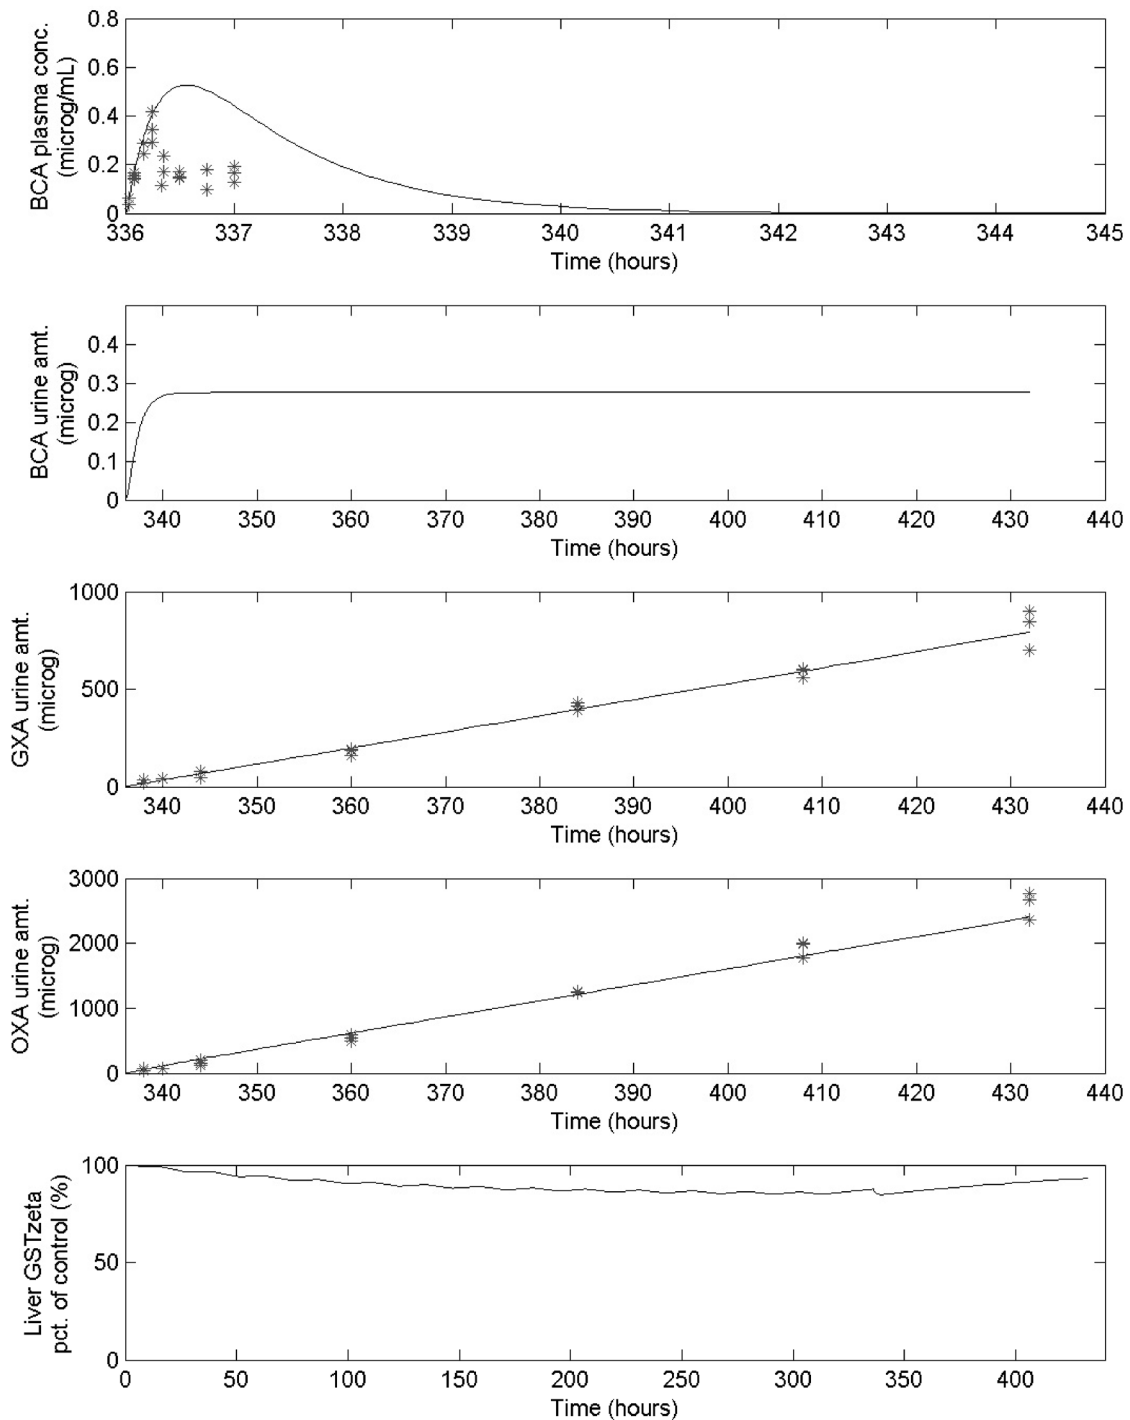 BCA plasma conc.
(microg/mL)
0.8
0.6
0.4
0.2
0
336 337 338 339 340 341 342 343 344 345
Time (hours)
BCA urine amt.
(microg)
0.4
0.3
0.2
0.1
0
340 350 360 370 380 390 400 410 420 430 440
Time (hours)
GXA urine amt.
(microg)
1000
500
0
340 350 360 370 380 390 400 410 420 430 440
Time (hours)
OXA urine amt.
(microg)
3000
2000
1000
0
340 350 360 370 380 390 400 410 420 430 440
Time (hours)
Liver GSTzeta
pct. of control (%)
100
50
0
0 50 100 150 200 250 300 350 400
Time (hours)